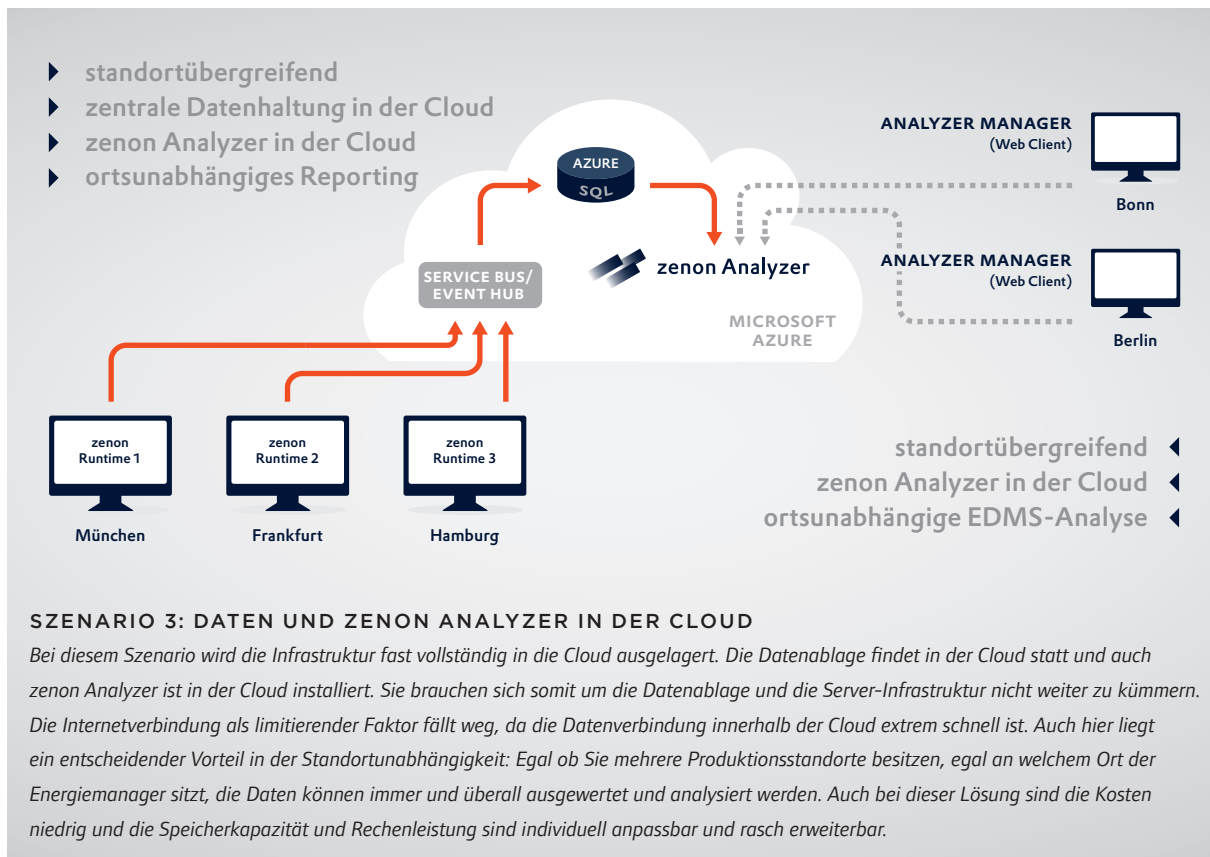 standortübergreifend
zentrale Datenhaltung in der Cloud
zenon Analyzer in der Cloud
ortsunabhängiges Reporting
AZURE
SQL
SERVICE BUS/
EVENT HUB
zenon Analyzer
MICROSOFT
AZURE
ANALYZER MANAGER
(Web Client)
Bonn
ANALYZER MANAGER
(Web Client)
Berlin
zenon
Runtime 1
München
zenon
Runtime 2
Frankfurt
zenon
Runtime 3
Hamburg
standortübergreifend
zenon Analyzer in der Cloud
ortsunabhängige EDMS-Analyse
SZENARIO 3: DATEN UND ZENON ANALYZER IN DER CLOUD
Bei diesem Szenario wird die Infrastruktur fast vollständig in die Cloud ausgelagert. Die Datenablage findet in der Cloud statt und auch
zenon Analyzer ist in der Cloud installiert. Sie brauchen sich somit um die Datenablage und die Server-Infrastruktur nicht weiter zu kümmern.
Die Internetverbindung als limitierender Faktor fällt weg, da die Datenverbindung innerhalb der Cloud extrem schnell ist. Auch hier liegt
ein entscheidender Vorteil in der Standortunabhängigkeit: Egal ob Sie mehrere Produktionsstandorte besitzen, egal an welchem Ort der
Energiemanager sitzt, die Daten können immer und überall ausgewertet und analysiert werden. Auch bei dieser Lösung sind die Kosten
niedrig und die Speicherkapazität und Rechenleistung sind individuell anpassbar und rasch erweiterbar.